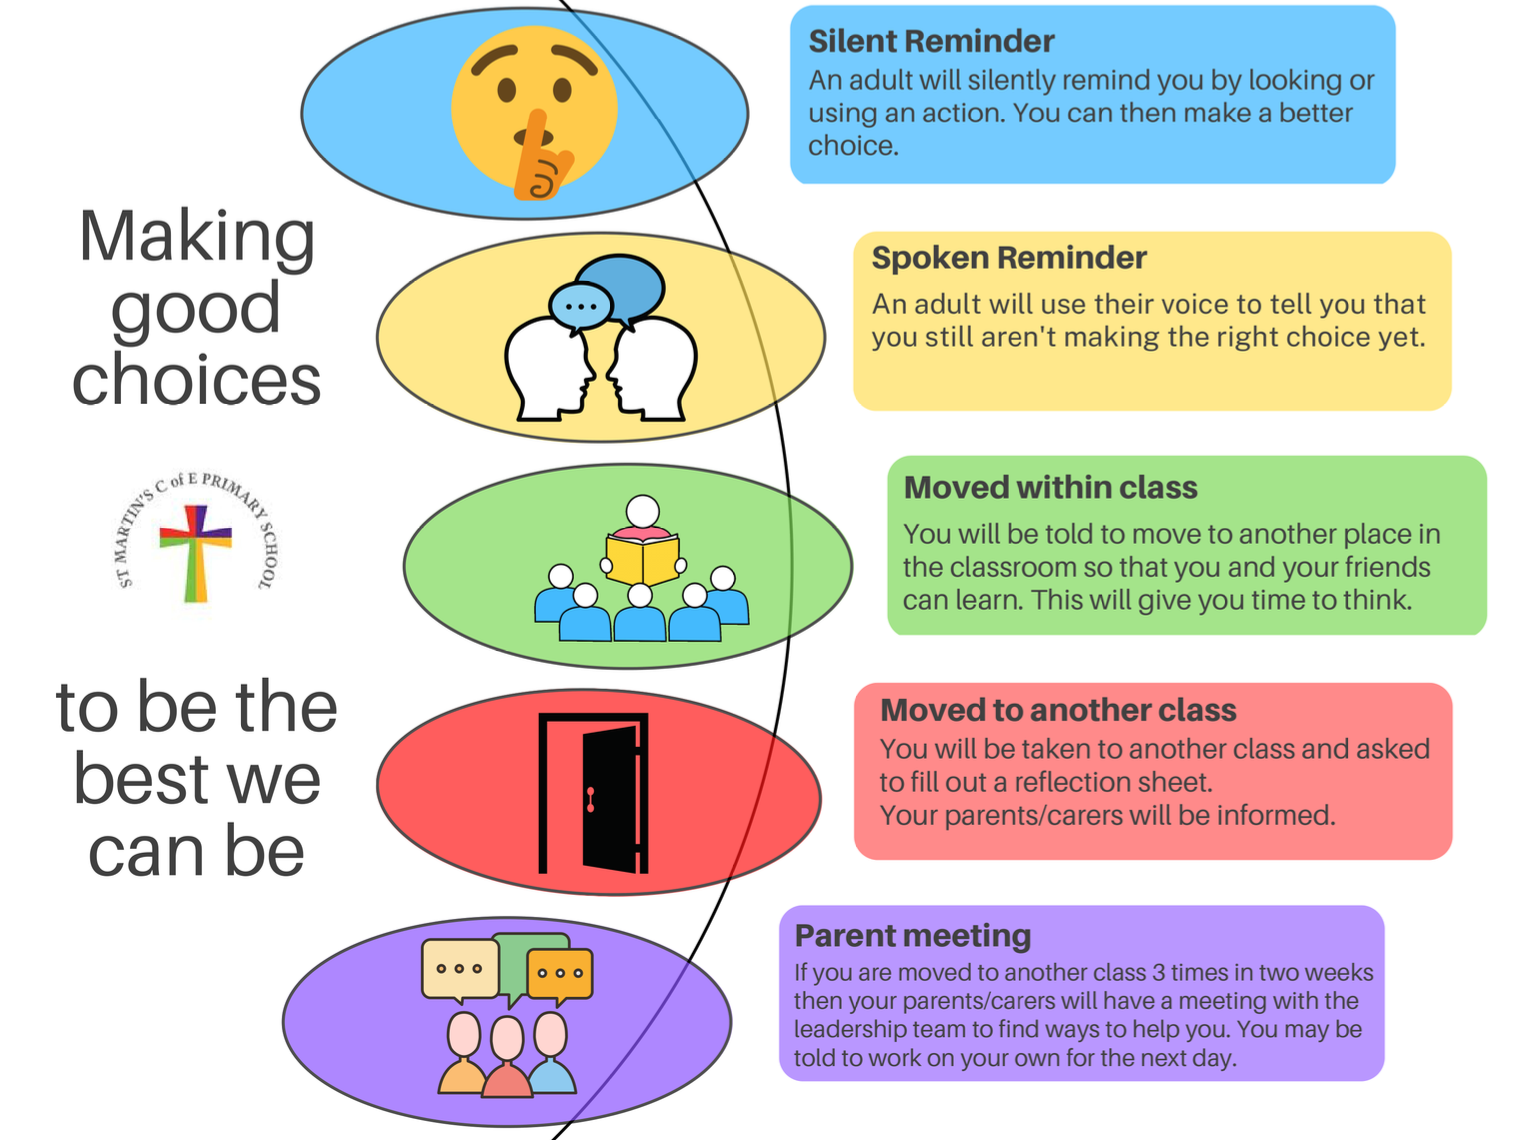 Making
good
choices
ST MARTIN'S C of E PRIMARY SCHOOL
to be the
best we
can be
Silent Reminder
An adult will silently remind you by looking or
using an action. You can then make a better
choice.
Spoken Reminder
An adult will use their voice to tell you that
you still aren't making the right choice yet.
Moved within class
You will be told to move to another place in
the classroom so that you and your friends
can learn. This will give you time to think.
Moved to another class
You will be taken to another class and asked
to fill out a reflection sheet.
Your parents/carers will be informed.
Parent meeting
If you are moved to another class 3 times in two weeks
then your parents/carers will have a meeting with the
leadership team to find ways to help you. You may be
told to work on your own for the next day.